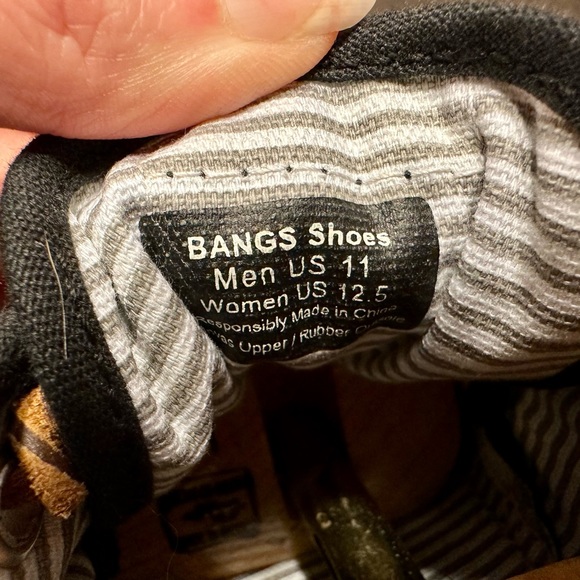 BANGS Shoes
Men US 11
Women US 12.5
Responsibly Made in China
Upper / Rubber